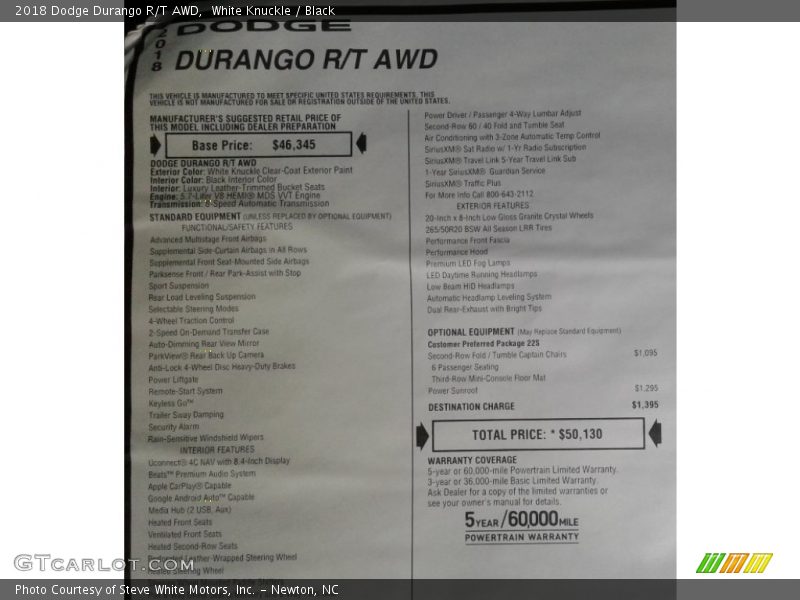 2018 Dodge Durango R/T AWD, White Knuckle / Black
2018
DODGE
DURANGO R/T AWD
THIS VEHICLE IS MANUFACTURED TO MEET SPECIFIC UNITED STATES REQUIREMENTS. THIS
VEHICLE IS NOT MANUFACTURED FOR SALE OR REGISTRATION OUTSIDE OF THE UNITED STATES.
MANUFACTURER'S SUGGESTED RETAIL PRICE OF
THIS MODEL INCLUDING DEALER PREPARATION
Base Price: $46,345
DODGE DURANGO R/T AWD
Exterior Color: White Knuckle Clear-Coat Exterior Paint
Interior Color: Black Interior Color
Interior: Luxury Leather-Trimmed Bucket Seats
Engine: 5.7-Liter V8 HEMI® MDS VVT Engine
Transmission: 8-Speed Automatic Transmission
STANDARD EQUIPMENT (UNLESS REPLACED BY OPTIONAL EQUIPMENT)
FUNCTIONAL/SAFETY FEATURES
Advanced Multistage Front Airbags
Supplemental Side-Curtain Airbags in All Rows
Supplemental Front Seat-Mounted Side Airbags
Parksense Front / Rear Park-Assist with Stop
Sport Suspension
Rear Load Leveling Suspension
Selectable Steering Modes
4-Wheel Traction Control
2-Speed On-Demand Transfer Case
Auto-Dimming Rear View Mirror
ParkView® Rear Back Up Camera
Anti-Lock 4-Wheel Disc Heavy-Duty Brakes
Power Liftgate
Remote-Start System
Keyless Go™
Trailer Sway Damping
Security Alarm
Rain-Sensitive Windshield Wipers
INTERIOR FEATURES
Uconnect® 4C NAV with 8.4-Inch Display
Beats™ Premium Audio System
Apple CarPlay® Capable
Google Android Auto™ Capable
Media Hub (2 USB, Aux)
Heated Front Seats
Ventilated Front Seats
Heated Second-Row Seats
Perforated Leather-Wrapped Steering Wheel
Heated Steering Wheel
Power Driver / Passenger 4-Way Lumbar Adjust
Second-Row 60 / 40 Fold and Tumble Seat
Air Conditioning with 3-Zone Automatic Temp Control
SiriusXM® Sat Radio w/ 1-Yr Radio Subscription
SiriusXM® Travel Link 5-Year Travel Link Sub
1-Year SiriusXM® Guardian Service
SiriusXM® Traffic Plus
For More Info Call 800-643-2112
EXTERIOR FEATURES
20-Inch x 8-Inch Low Gloss Granite Crystal Wheels
265/50R20 BSW All Season LRR Tires
Performance Front Fascia
Performance Hood
Premium LED Fog Lamps
LED Daytime Running Headlamps
Low Beam HID Headlamps
Automatic Headlamp Leveling System
Dual Rear-Exhaust with Bright Tips
OPTIONAL EQUIPMENT (May Replace Standard Equipment)
Customer Preferred Package 22S
Second-Row Fold / Tumble Captain Chairs $1,095
6 Passenger Seating
Third-Row Mini-Console Floor Mat
Power Sunroof $1,295
DESTINATION CHARGE $1,395
TOTAL PRICE: * $50,130
WARRANTY COVERAGE
5-year or 60,000-mile Powertrain Limited Warranty.
3-year or 36,000-mile Basic Limited Warranty.
Ask Dealer for a copy of the limited warranties or
see your owner's manual for details.
5 YEAR / 60,000 MILE
POWERTRAIN WARRANTY
GTcarlot.com
Photo Courtesy of Steve White Motors, Inc. – Newton, NC